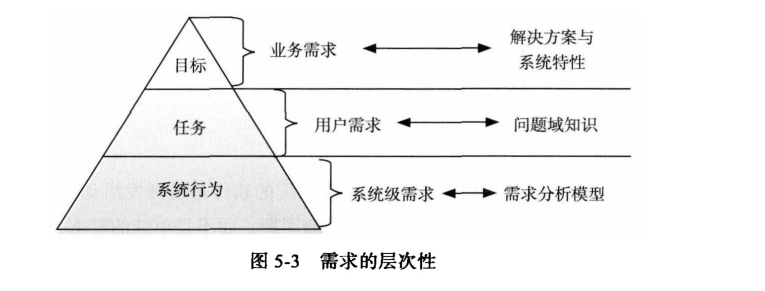 目标
业务需求
解决方案与
系统特性
任务
用户需求
问题域知识
系统行为
系统级需求
需求分析模型
图 5-3 需求的层次性